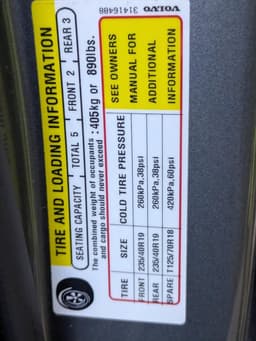 TIRE AND LOADING INFORMATION
SEATING CAPACITY TOTAL 5 FRONT 2 REAR 3
The combined weight of occupants
and cargo should never exceed : 405kg or 890lbs.
TIRE SIZE COLD TIRE PRESSURE
FRONT 235/40R19 260kPa,38psi
REAR 235/40R19 260kPa,38psi
SPARE T125/70R18 420kPa,60psi
SEE OWNERS
MANUAL FOR
ADDITIONAL
INFORMATION
VOLVO 31416488